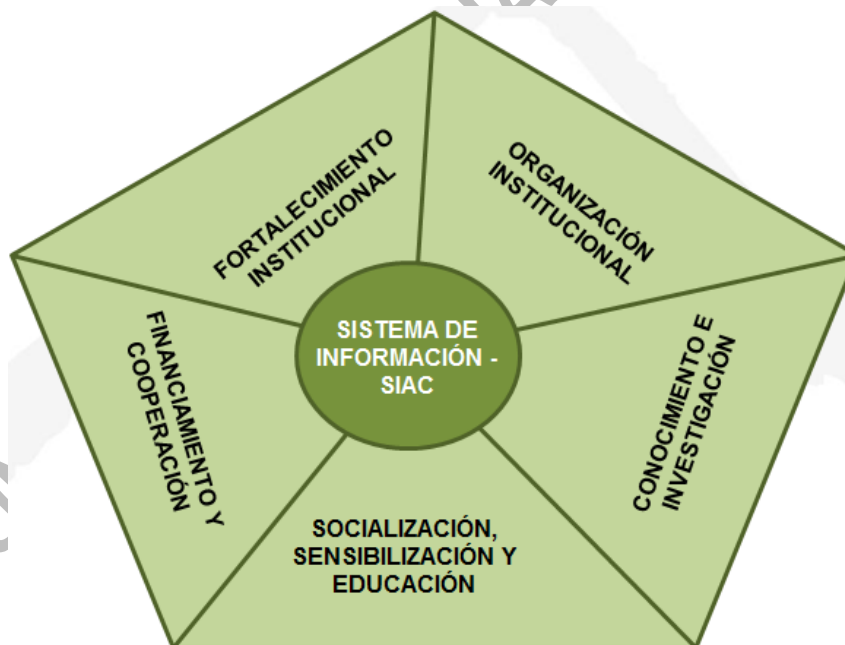 FORTALECIMIENTO
INSTITUCIONAL
ORGANIZACIÓN
INSTITUCIONAL
FINANCIAMIENTO Y
COOPERACIÓN
SISTEMA DE
INFORMACIÓN -
SIAC
CONOCIMIENTO E
INVESTIGACIÓN
SOCIALIZACIÓN,
SENSIBILIZACIÓN Y
EDUCACIÓN